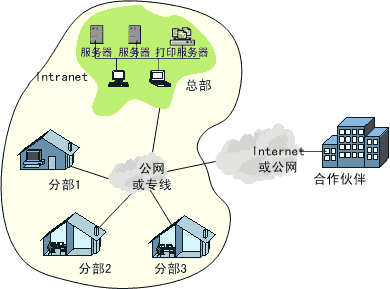 服务器 服务器 打印服务器
Intranet
总部
公网
或专线
Internet
或公网
合作伙伴
分部1
分部2
分部3